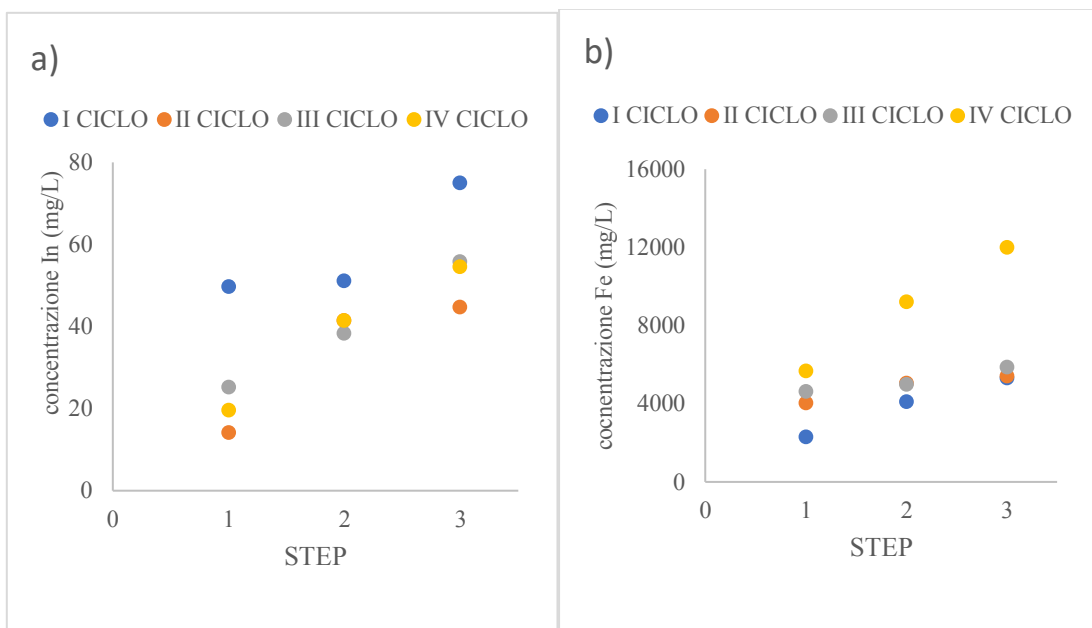 a)
I CICLO II CICLO III CICLO IV CICLO
concentrazione In (mg/L)
80
60
40
20
0
0 1 2 3
STEP
b)
I CICLO II CICLO III CICLO IV CICLO
cocnentrazione Fe (mg/L)
16000
12000
8000
4000
0
0 1 2 3
STEP